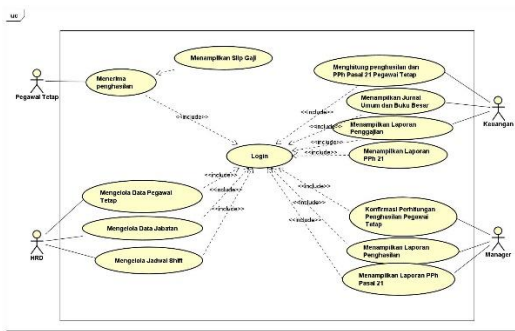 uc
Menampilkan Slip Gaji
Menerima
penghasilan
Pegawai Tetap
Menghitung penghasilan dan
PPh Pasal 21 Pegawai Tetap
Menampilkan Jurnal
Umum dan Buku Besar
Menampilkan Laporan
Penggajian
Menampilkan Laporan
PPh 21
Keuangan
<<include>>
<<include>>
<<include>>
<<include>>
<<include>>
Login
<<include>>
<<include>>
<<include>>
<<include>>
<<include>>
<<include>>
Mengelola Data Pegawai
Tetap
Mengelola Data Jabatan
Mengelola Jadwal Shift
HRD
Konfirmasi Perhitungan
Penghasilan Pegawai
Tetap
Menampilkan Laporan
Penghasilan
Menampilkan Laporan PPh
Pasal 21
Manager